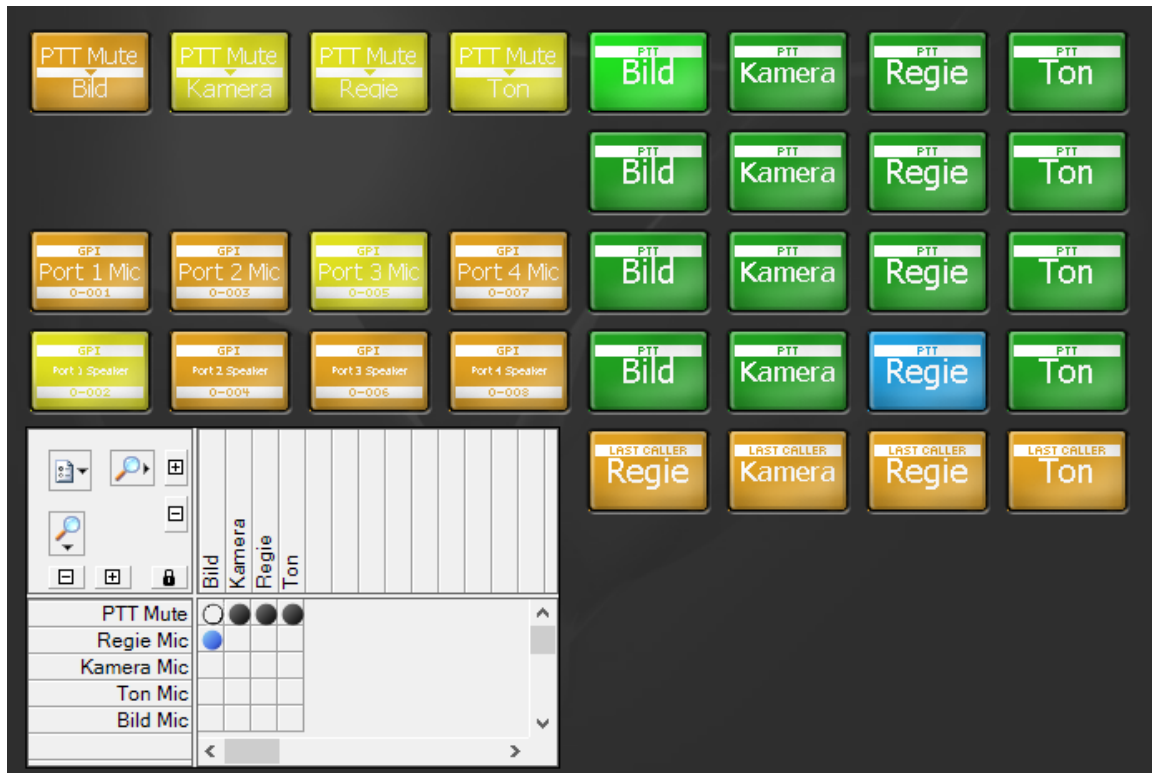 PTT Mute
Bild
PTT Mute
Kamera
PTT Mute
Regie
PTT Mute
Ton
PTT
Bild
PTT
Kamera
PTT
Regie
PTT
Ton
PTT
Bild
PTT
Kamera
PTT
Regie
PTT
Ton
GPI
Port 1 Mic
0-001
GPI
Port 2 Mic
0-003
GPI
Port 3 Mic
0-005
GPI
Port 4 Mic
0-007
PTT
Bild
PTT
Kamera
PTT
Regie
PTT
Ton
GPI
Port 1 Speaker
0-002
GPI
Port 2 Speaker
0-004
GPI
Port 3 Speaker
0-006
GPI
Port 4 Speaker
0-008
PTT
Bild
PTT
Kamera
PTT
Regie
PTT
Ton
LAST CALLER
Regie
LAST CALLER
Kamera
LAST CALLER
Regie
LAST CALLER
Ton
Bild
Kamera
Regie
Ton
PTT Mute
Regie Mic
Kamera Mic
Ton Mic
Bild Mic